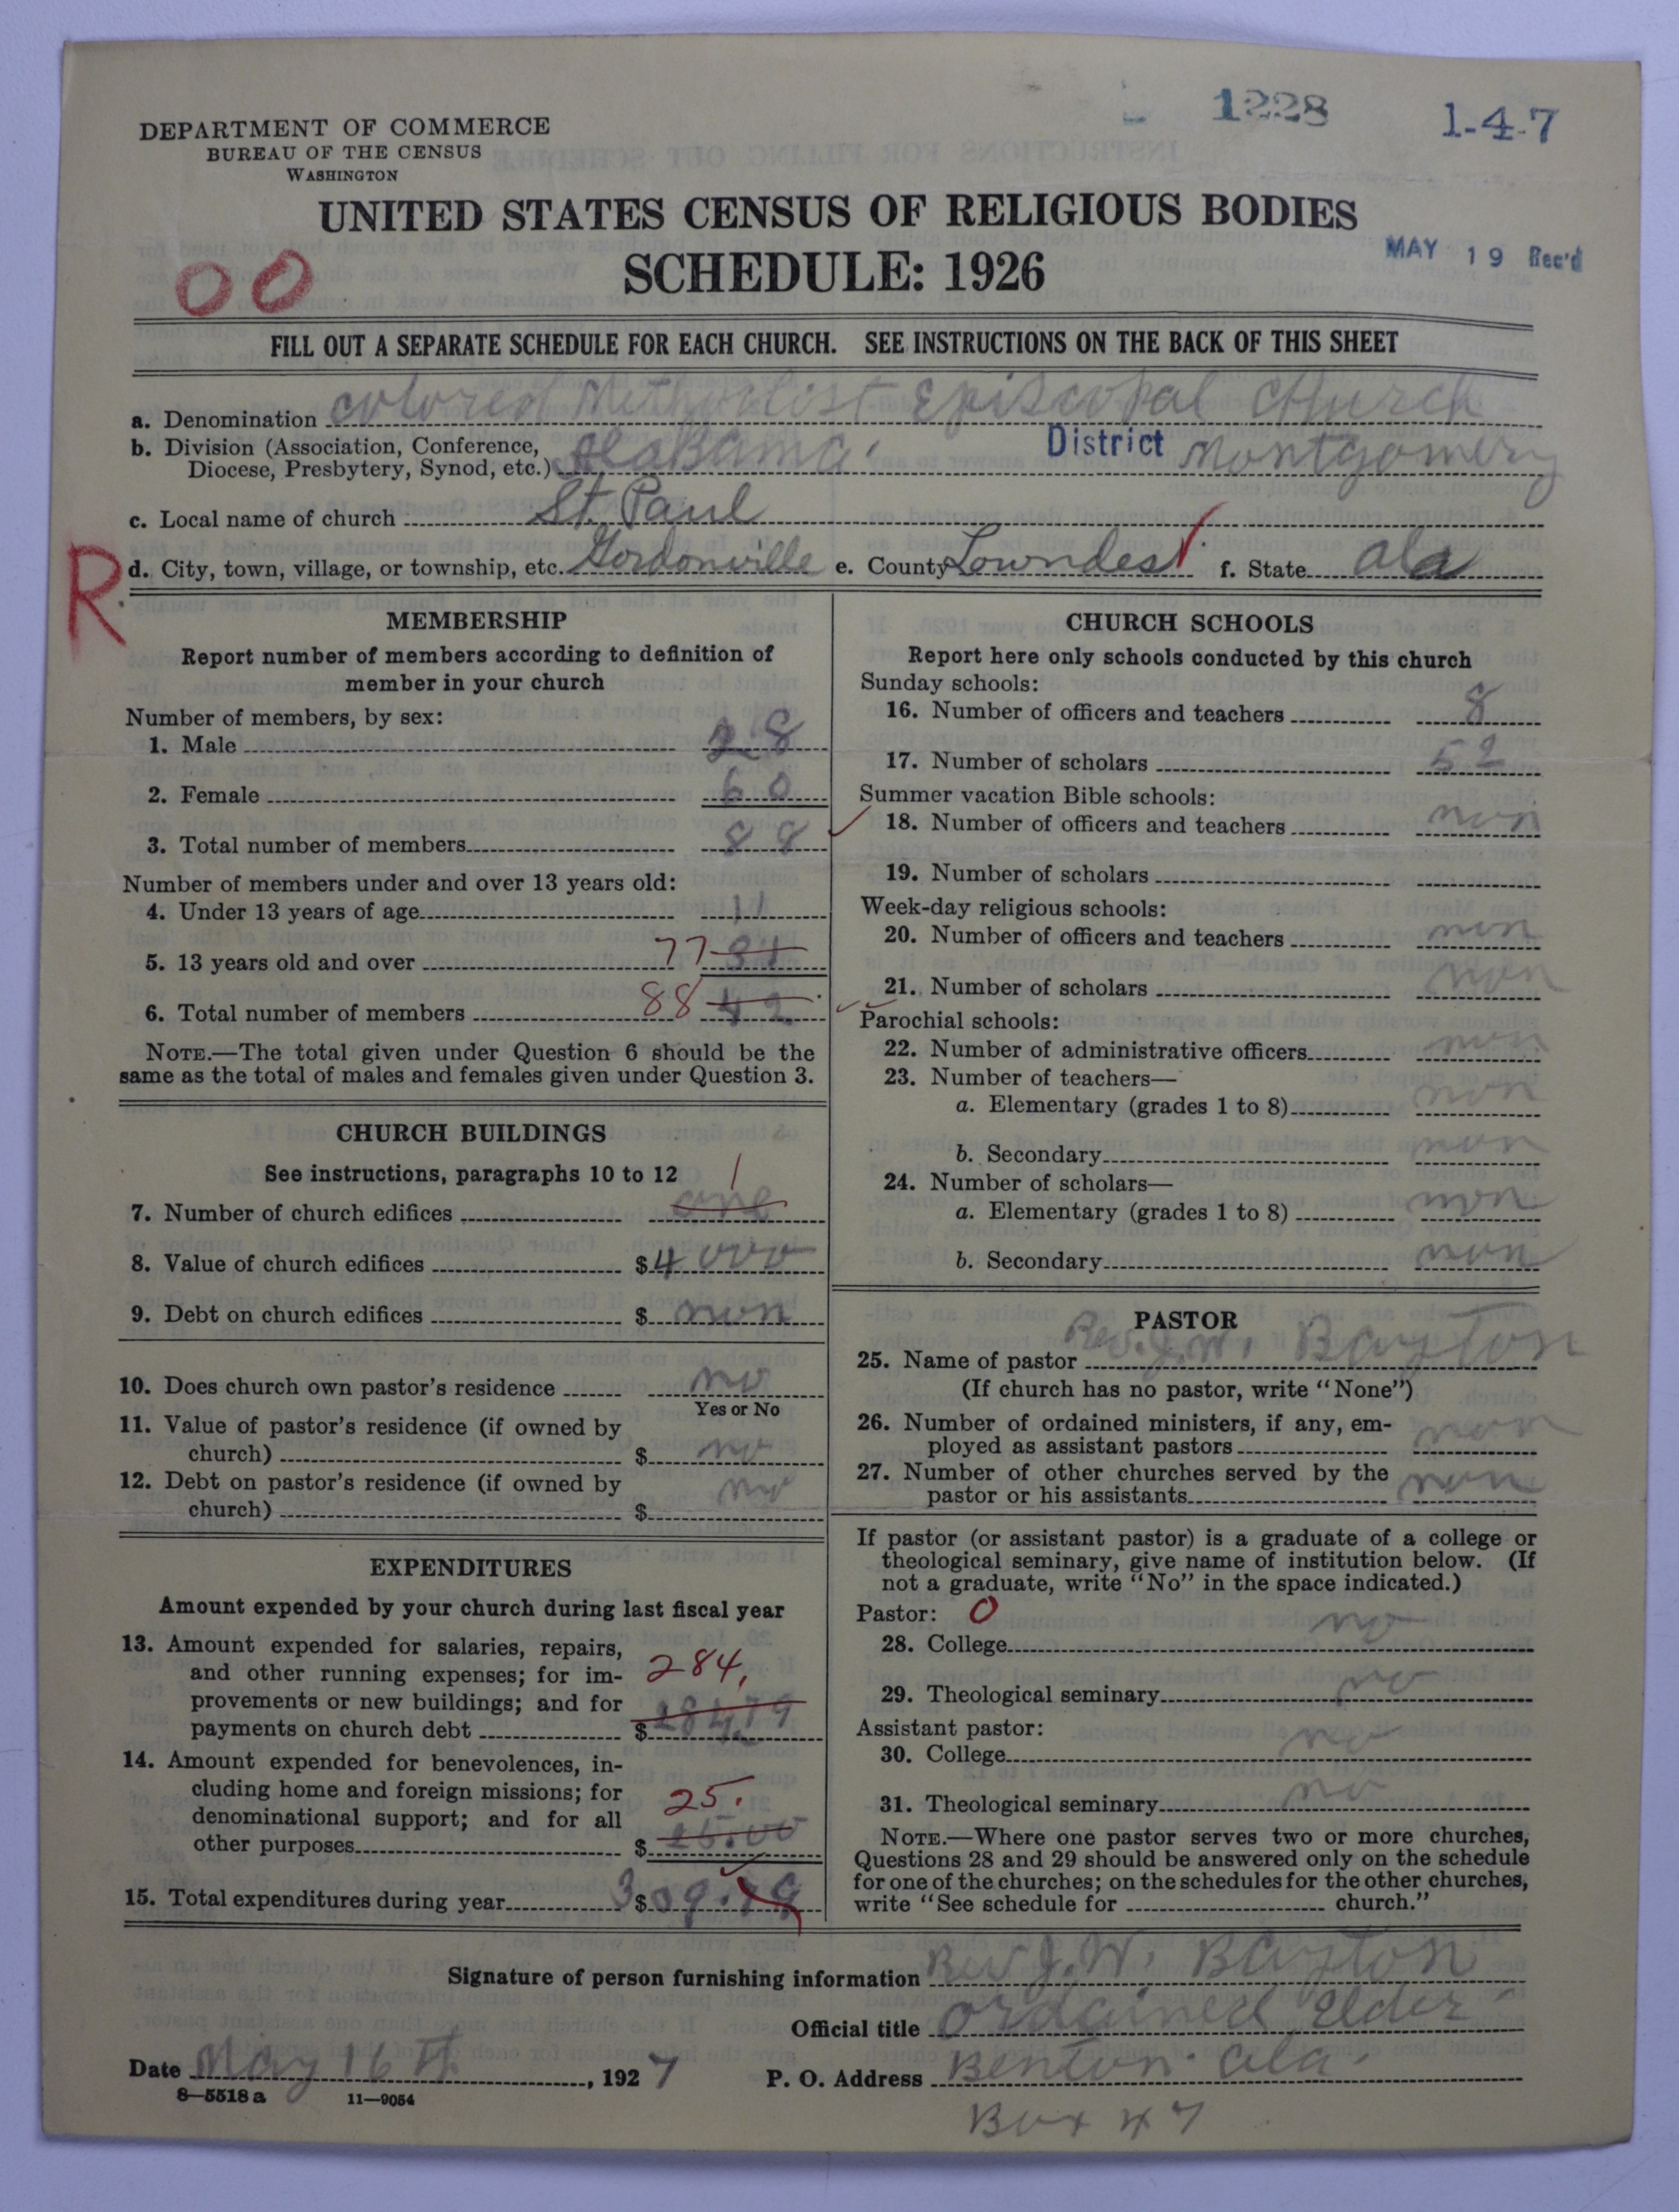 1228
1-4-7
DEPARTMENT OF COMMERCE
BUREAU OF THE CENSUS
WASHINGTON
UNITED STATES CENSUS OF RELIGIOUS BODIES
SCHEDULE: 1926
MAY 19 Rec'd
OO
FILL OUT A SEPARATE SCHEDULE FOR EACH CHURCH. SEE INSTRUCTIONS ON THE BACK OF THIS SHEET
a. Denomination colored Methodist Episcopal Church
b. Division (Association, Conference,
Diocese, Presbytery, Synod, etc.) Alabama. District Montgomery
c. Local name of church St. Paul
R
d. City, town, village, or township, etc. Gordonville e. County Lowndes f. State Ala
MEMBERSHIP
Report number of members according to definition of
member in your church
Number of members, by sex:
1. Male 28
2. Female 60
3. Total number of members 88
Number of members under and over 13 years old:
4. Under 13 years of age 11
5. 13 years old and over 77 31
6. Total number of members 88 42
NOTE.—The total given under Question 6 should be the
same as the total of males and females given under Question 3.
CHURCH BUILDINGS
See instructions, paragraphs 10 to 12
1
7. Number of church edifices one
8. Value of church edifices $4000
9. Debt on church edifices $ non
10. Does church own pastor's residence no
Yes or No
11. Value of pastor's residence (if owned by
church) $ no
12. Debt on pastor's residence (if owned by
church) $ no
EXPENDITURES
Amount expended by your church during last fiscal year
13. Amount expended for salaries, repairs,
and other running expenses; for im- 284,
provements or new buildings; and for
payments on church debt $284,79
14. Amount expended for benevolences, in-
cluding home and foreign missions; for 25.
denominational support; and for all
other purposes $25.00
15. Total expenditures during year 3$09.79
CHURCH SCHOOLS
Report here only schools conducted by this church
Sunday schools:
16. Number of officers and teachers 8
17. Number of scholars 52
Summer vacation Bible schools:
18. Number of officers and teachers non
19. Number of scholars
Week-day religious schools:
20. Number of officers and teachers non
21. Number of scholars non
Parochial schools:
22. Number of administrative officers non
23. Number of teachers—
a. Elementary (grades 1 to 8) non
b. Secondary non
24. Number of scholars—
a. Elementary (grades 1 to 8) non
b. Secondary non
PASTOR
25. Name of pastor Rev. J. W. Bayton
(If church has no pastor, write "None")
26. Number of ordained ministers, if any, em-
ployed as assistant pastors non
27. Number of other churches served by the
pastor or his assistants non
If pastor (or assistant pastor) is a graduate of a college or
theological seminary, give name of institution below. (If
not a graduate, write "No" in the space indicated.)
Pastor: O
28. College no
29. Theological seminary no
Assistant pastor:
30. College no
31. Theological seminary no
NOTE.—Where one pastor serves two or more churches,
Questions 28 and 29 should be answered only on the schedule
for one of the churches; on the schedules for the other churches,
write "See schedule for church."
Signature of person furnishing information Rev J. W. Bayton
Official title ordained Elder
Date May 16th, 1927
P. O. Address Benton. Ala.
8—5518 a 11—9054
Box 47